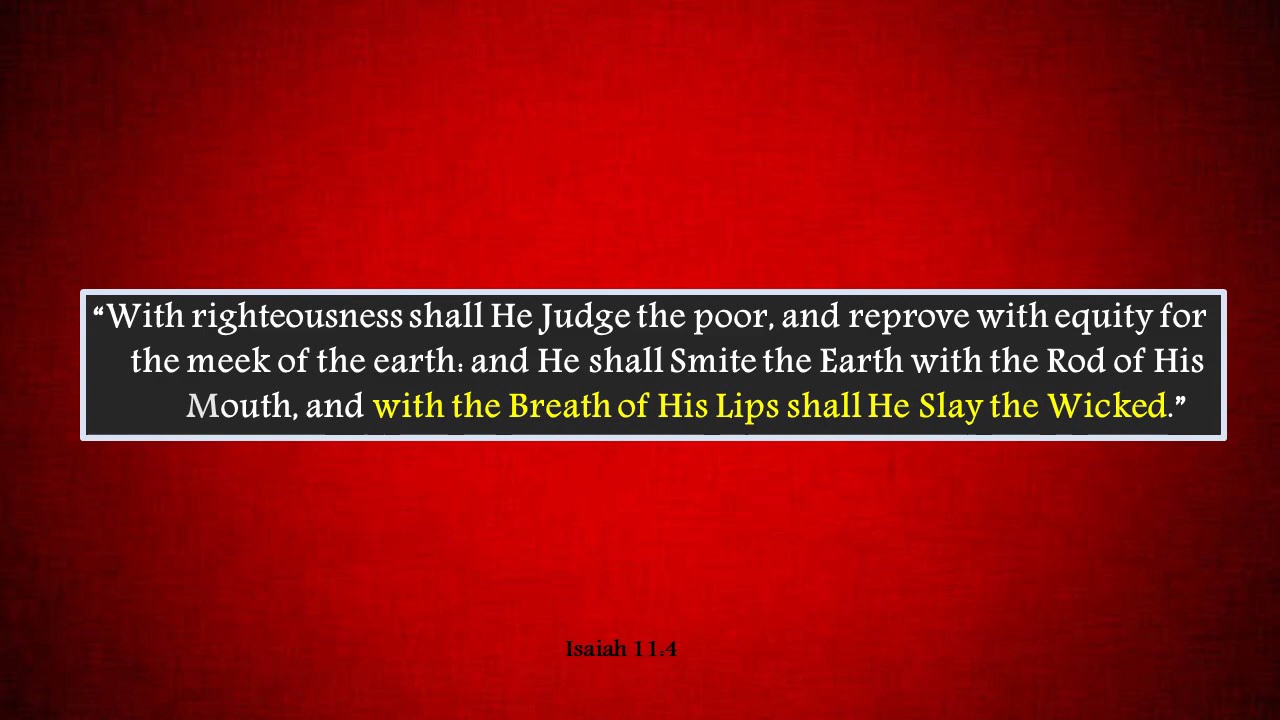 “With righteousness shall He Judge the poor, and reprove with equity for
the meek of the earth: and He shall Smite the Earth with the Rod of His
Mouth, and with the Breath of His Lips shall He Slay the Wicked.”
Isaiah 11:4